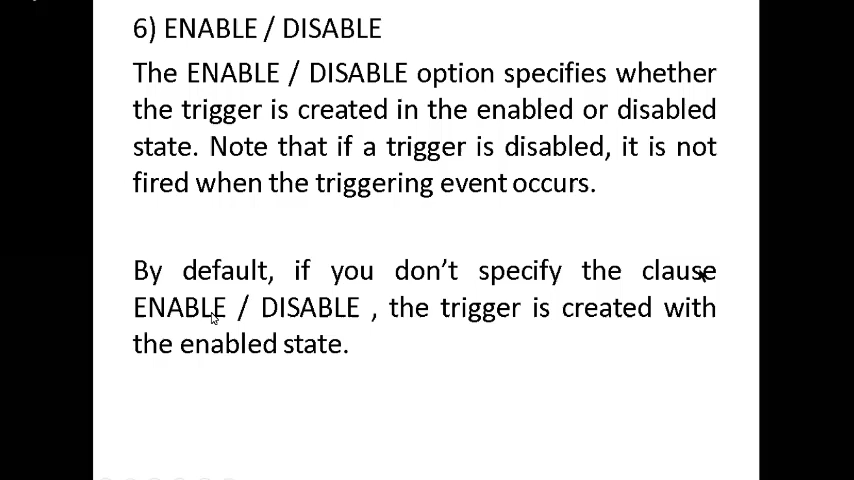 6) ENABLE / DISABLE
The ENABLE / DISABLE option specifies whether
the trigger is created in the enabled or disabled
state. Note that if a trigger is disabled, it is not
fired when the triggering event occurs.
By default, if you don’t specify the clause
ENABLE / DISABLE , the trigger is created with
the enabled state.